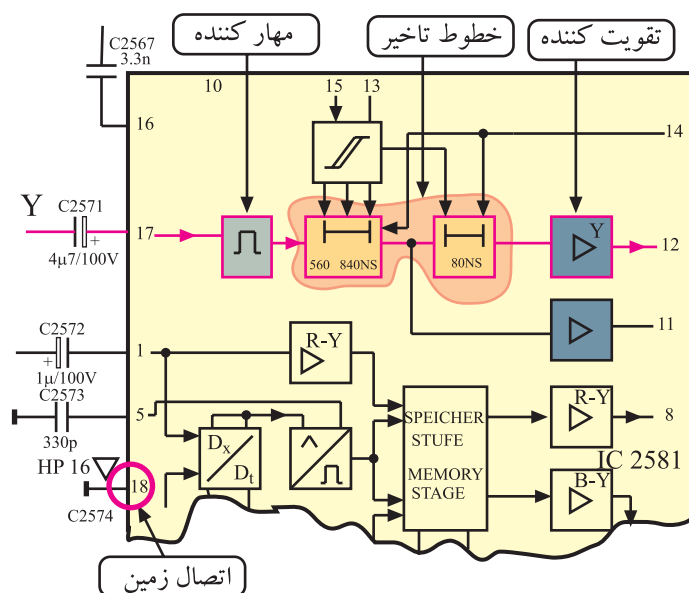 مهار کننده
خطوط تاخیر
تقویت کننده
C2567
3.3n
10
15
13
16
14
Y
C2571
4µ7/100V
+
17
560
840NS
80NS
Y
12
11
C2572
+
1µ/100V
1
R-Y
C2573
330p
5
SPEICHER
STUFE
MEMORY
STAGE
R-Y
8
IC 2581
B-Y
Dx
Dt
HP 16
18
C2574
اتصال زمین